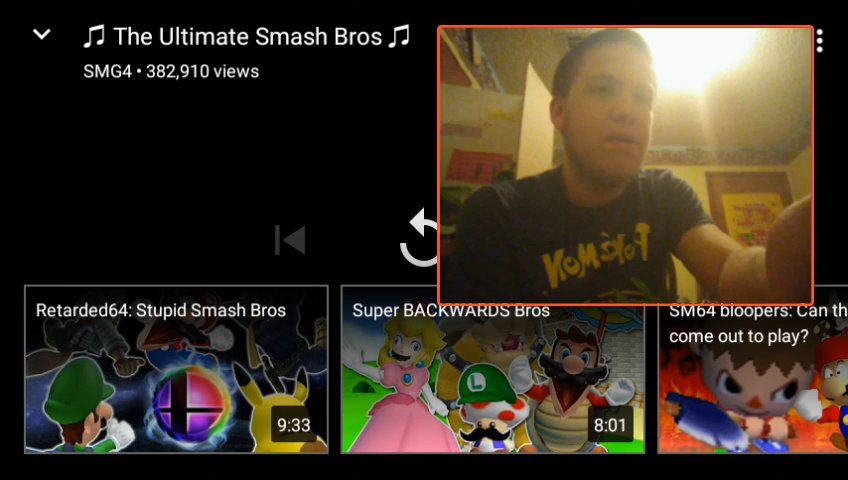 🎵 The Ultimate Smash Bros 🎵
SMG4 • 382,910 views
POKéMON
Retarded64: Stupid Smash Bros
9:33
Super BACKWARDS Bros
L
8:01
SM64 bloopers: Can th
come out to play?